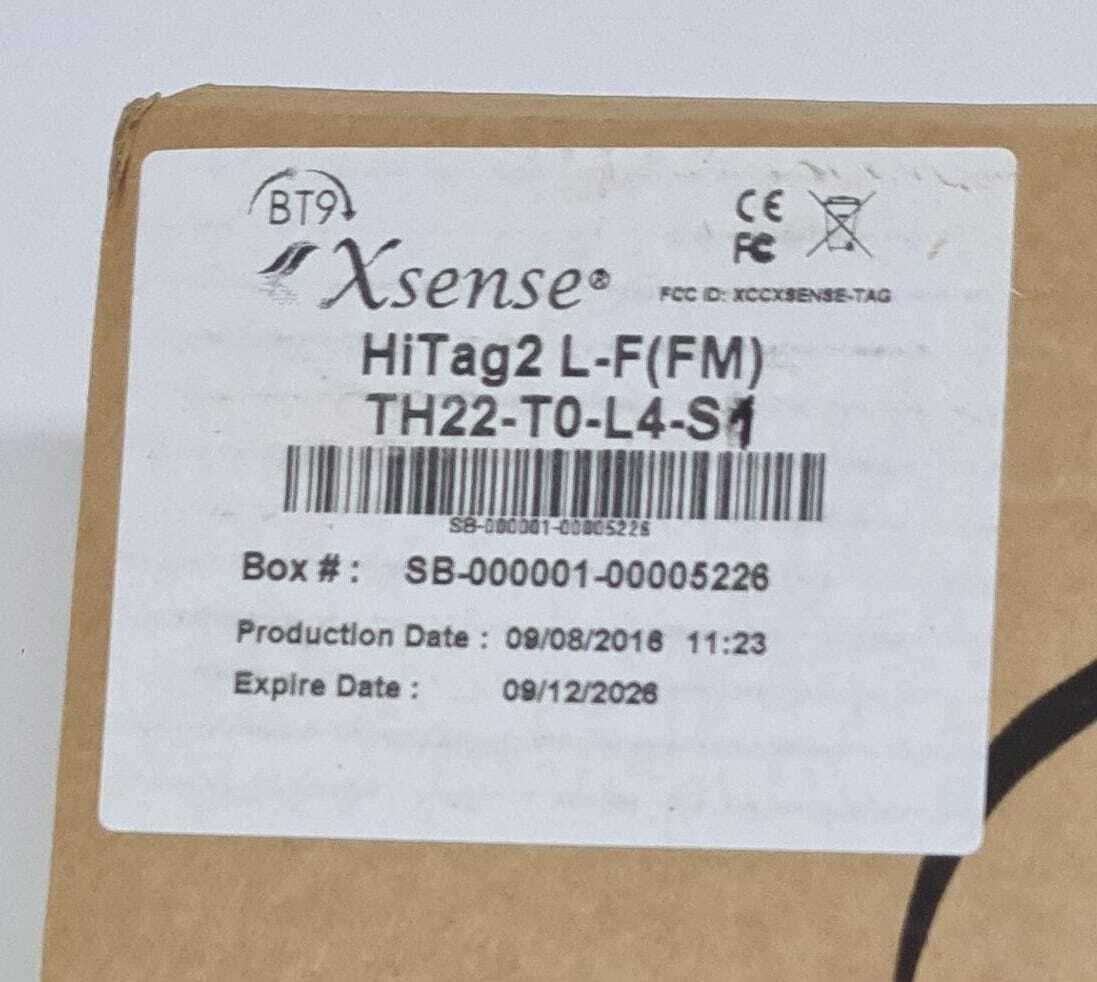 BT9
Xsense®
CE
FC
FCC ID: XCCXSENSE-TAG
HiTag2 L-F(FM)
TH22-T0-L4-S1
SB-000001-00005226
Box # : SB-000001-00005226
Production Date : 09/08/2016 11:23
Expire Date : 09/12/2026